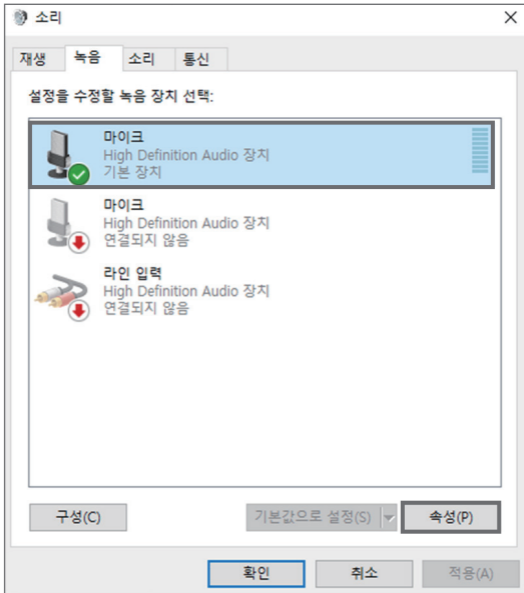 소리
재생 녹음 소리 통신
설정을 수정할 녹음 장치 선택:
마이크
High Definition Audio 장치
기본 장치
마이크
High Definition Audio 장치
연결되지 않음
라인 입력
High Definition Audio 장치
연결되지 않음
구성(C) 기본값으로 설정(S) 속성(P)
확인 취소 적용(A)